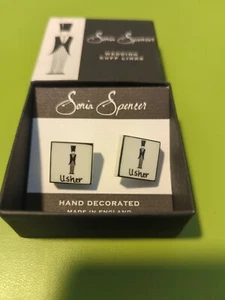 Sonia Spencer
WEDDING
CUFF LINKS
Sonia Spencer
Usher
Usher
HAND DECORATED
MADE IN ENGLAND